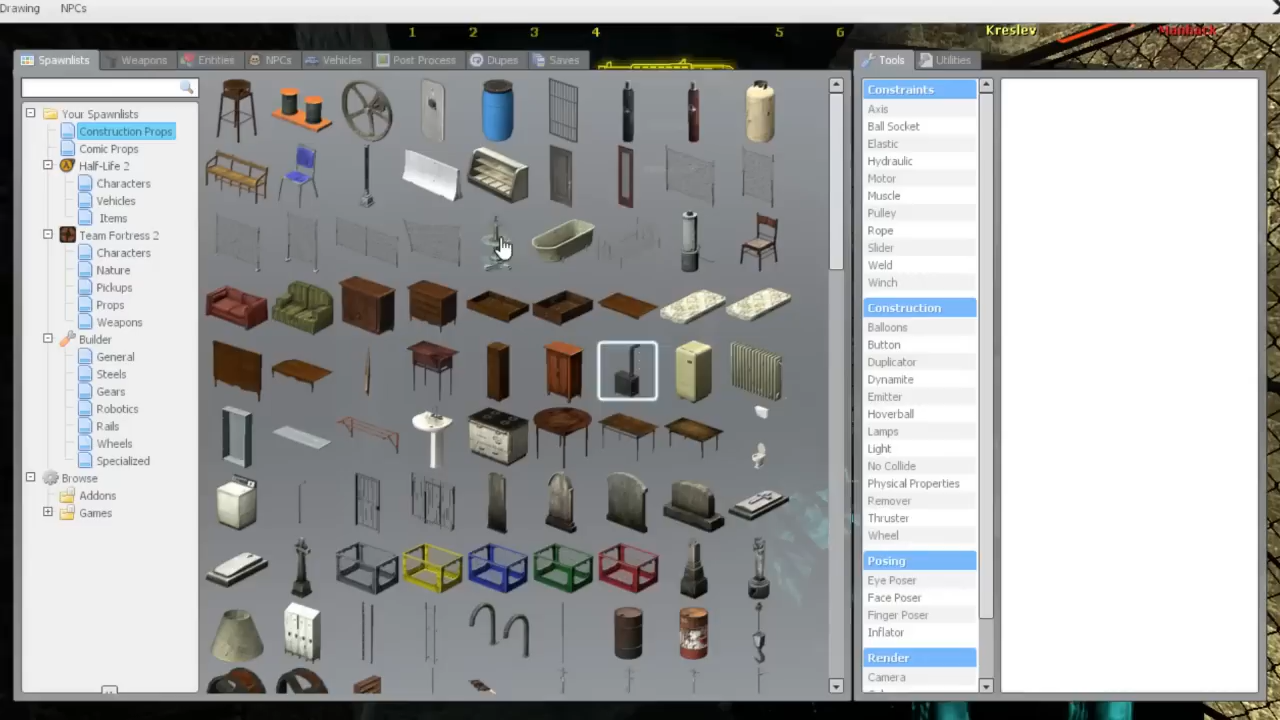 Drawing NPCs
1 2 3 4 5 6
Kreslev Manhack
Spawnlists Weapons Entities NPCs Vehicles Post Process Dupes Saves
Tools Utilities
Your Spawnlists
Construction Props
Comic Props
Half-Life 2
Characters
Vehicles
Items
Team Fortress 2
Characters
Nature
Pickups
Props
Weapons
Builder
General
Steels
Gears
Robotics
Rails
Wheels
Specialized
Browse
Addons
Games
Constraints
Axis
Ball Socket
Elastic
Hydraulic
Motor
Muscle
Pulley
Rope
Slider
Weld
Winch
Construction
Balloons
Button
Duplicator
Dynamite
Emitter
Hoverball
Lamps
Light
No Collide
Physical Properties
Remover
Thruster
Wheel
Posing
Eye Poser
Face Poser
Finger Poser
Inflator
Render
Camera